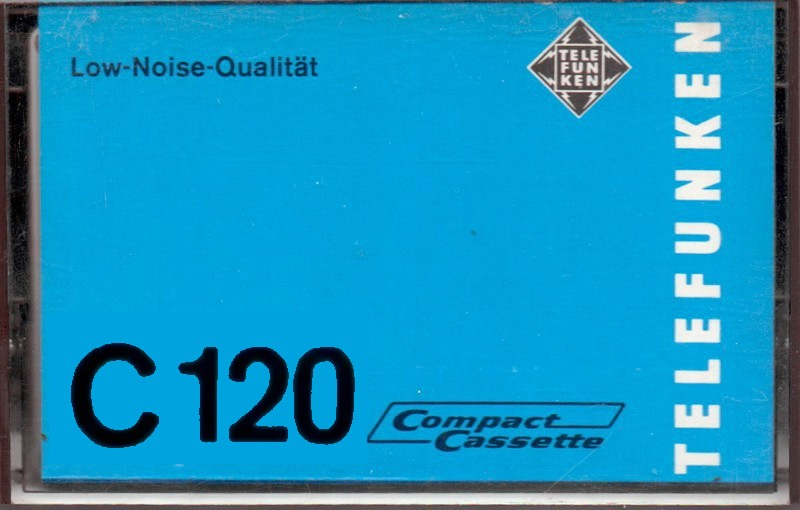 Low-Noise-Qualität
TELE
FUN
KEN
TELEFUNKEN
C 120
Compact
Cassette